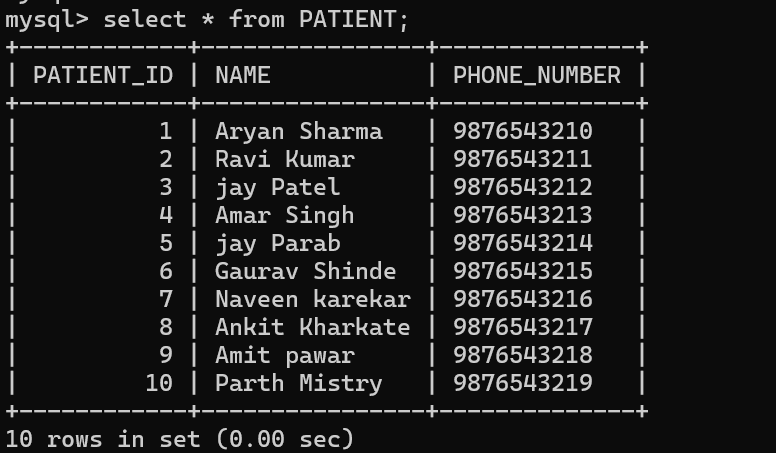 mysql> select * from PATIENT;
+------------+----------------+--------------+
| PATIENT_ID | NAME           | PHONE_NUMBER |
+------------+----------------+--------------+
|          1 | Aryan Sharma   | 9876543210   |
|          2 | Ravi Kumar     | 9876543211   |
|          3 | jay Patel      | 9876543212   |
|          4 | Amar Singh     | 9876543213   |
|          5 | jay Parab      | 9876543214   |
|          6 | Gaurav Shinde  | 9876543215   |
|          7 | Naveen karekar | 9876543216   |
|          8 | Ankit Kharkate | 9876543217   |
|          9 | Amit pawar     | 9876543218   |
|         10 | Parth Mistry   | 9876543219   |
+------------+----------------+--------------+
10 rows in set (0.00 sec)